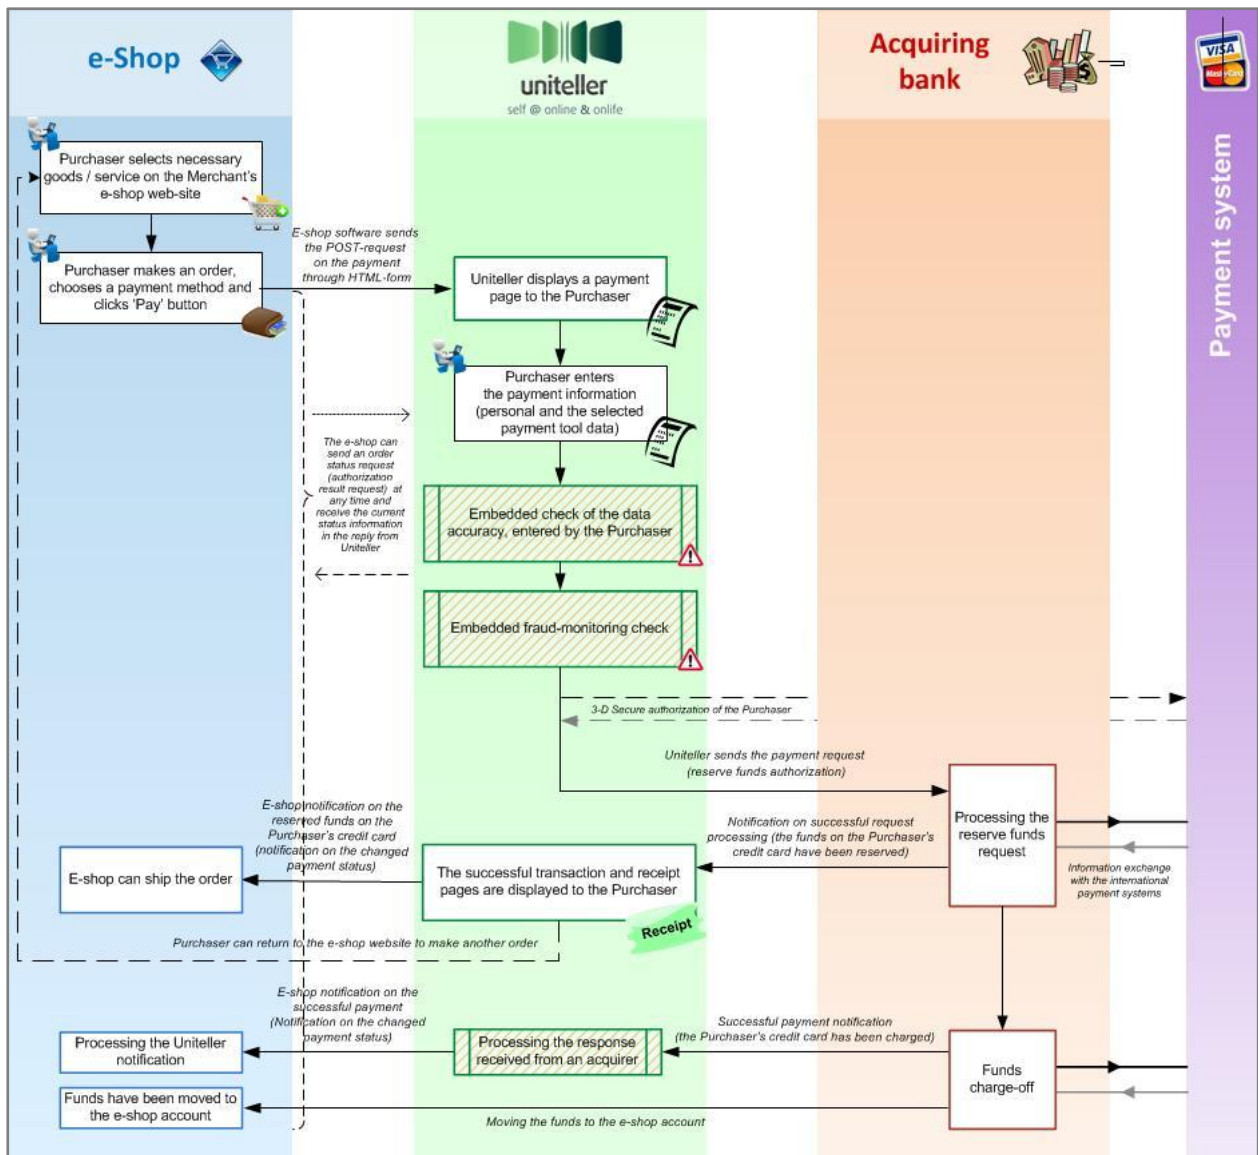 e-Shop
uniteller
self @ online & onlife
Acquiring
bank
VISA
MasterCard
Payment system
Purchaser selects necessary
goods / service on the Merchant's
e-shop web-site
Purchaser makes an order,
chooses a payment method and
clicks 'Pay' button
E-shop software sends
the POST-request
on the payment
through HTML-form
Uniteller displays a payment
page to the Purchaser
Purchaser enters
the payment information
(personal and the selected
payment tool data)
The e-shop can
send an order
status request
(authorization
result request) at
any time and
receive the current
status information
in the reply from
Uniteller
Embedded check of the data
accuracy, entered by the Purchaser
Embedded fraud-monitoring check
3-D Secure authorization of the Purchaser
Uniteller sends the payment request
(reserve funds authorization)
Processing the
reserve funds
request
Notification on successful request
processing (the funds on the Purchaser's
credit card have been reserved)
Information exchange
with the international
payment systems
E-shop notification on the
reserved funds on the
Purchaser's credit card
(notification on the changed
payment status)
The successful transaction and receipt
pages are displayed to the Purchaser
Receipt
E-shop can ship the order
Purchaser can return to the e-shop website to make another order
E-shop notification on the
successful payment
(Notification on the changed
payment status)
Successful payment notification
(the Purchaser's credit card has been charged)
Processing the Uniteller
notification
Processing the response
received from an acquirer
Funds
charge-off
Funds have been moved to
the e-shop account
Moving the funds to the e-shop account